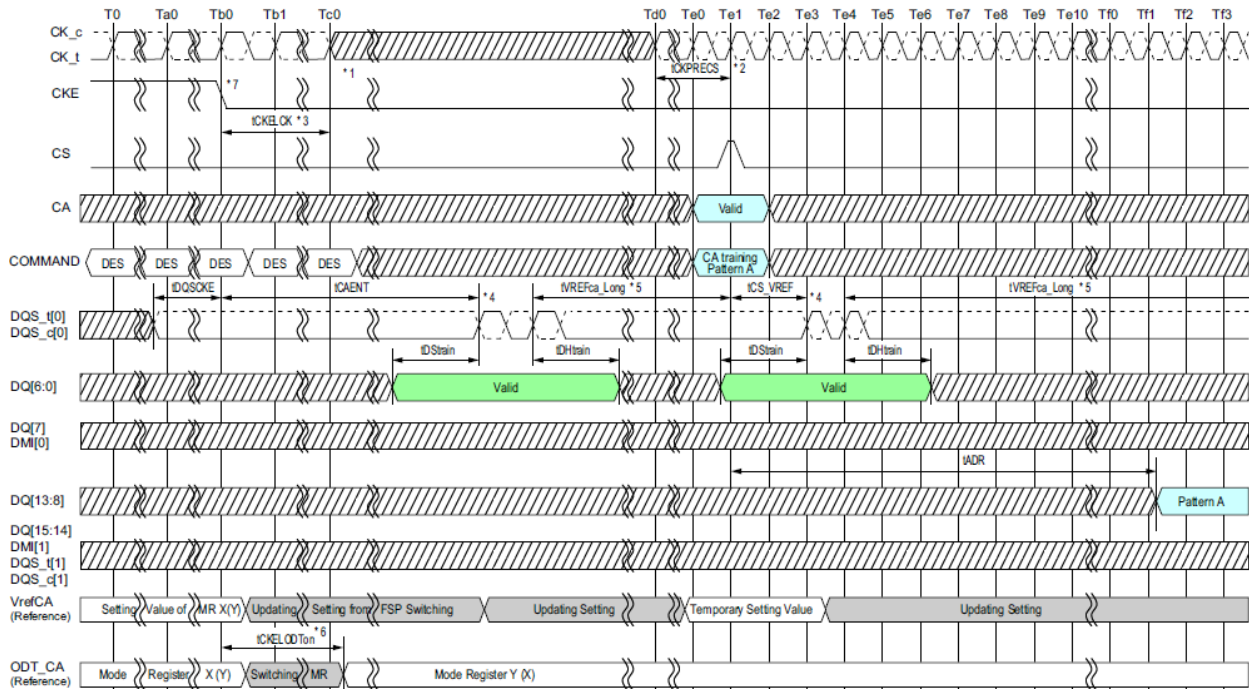 T0 Ta0 Tb0 Tb1 Tc0 Td0 Te0 Te1 Te2 Te3 Te4 Te5 Te6 Te7 Te8 Te9 Te10 Tf0 Tf1 Tf2 Tf3
CK_c
CK_t
*1
tCKPRECS *2
CKE
*7
tCKELCK *3
CS
CA
Valid
COMMAND
DES DES DES DES DES
CA training
Pattern A
tDQSCKE tCAENT *4 tVREFca_Long *5 tCS_VREF *4 tVREFca_Long *5
DQS_t[0]
DQS_c[0]
tDStrain tDHtrain tDStrain tDHtrain
DQ[6:0]
Valid Valid
DQ[7]
DMI[0]
tADR
DQ[13:8]
Pattern A
DQ[15:14]
DMI[1]
DQS_t[1]
DQS_c[1]
VrefCA
(Reference)
Setting Value of MR X(Y) Updating Setting from FSP Switching Updating Setting Temporary Setting Value Updating Setting
tCKELODTon *6
ODT_CA
(Reference)
Mode Register X (Y) Switching MR Mode Register Y (X)